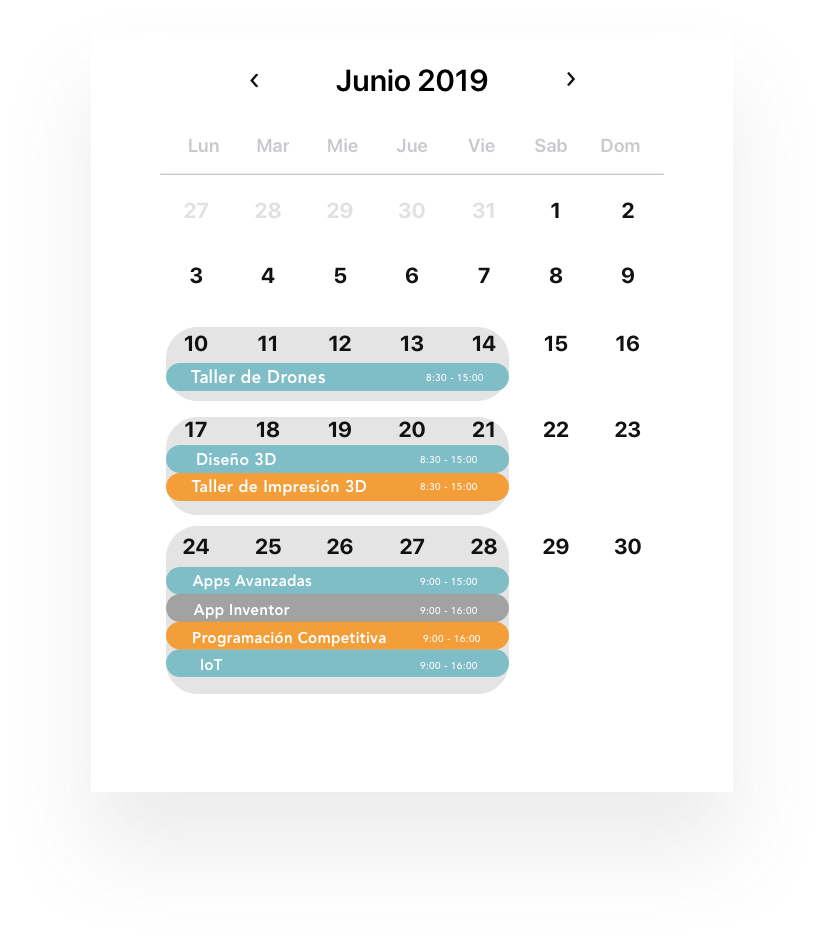 ‹ Junio 2019 ›
Lun Mar Mie Jue Vie Sab Dom
27 28 29 30 31 1 2
3 4 5 6 7 8 9
10 11 12 13 14 15 16
Taller de Drones 8:30 - 15:00
17 18 19 20 21 22 23
Diseño 3D 8:30 - 15:00
Taller de Impresión 3D 8:30 - 15:00
24 25 26 27 28 29 30
Apps Avanzadas 9:00 - 15:00
App Inventor 9:00 - 16:00
Programación Competitiva 9:00 - 16:00
IoT 9:00 - 16:00